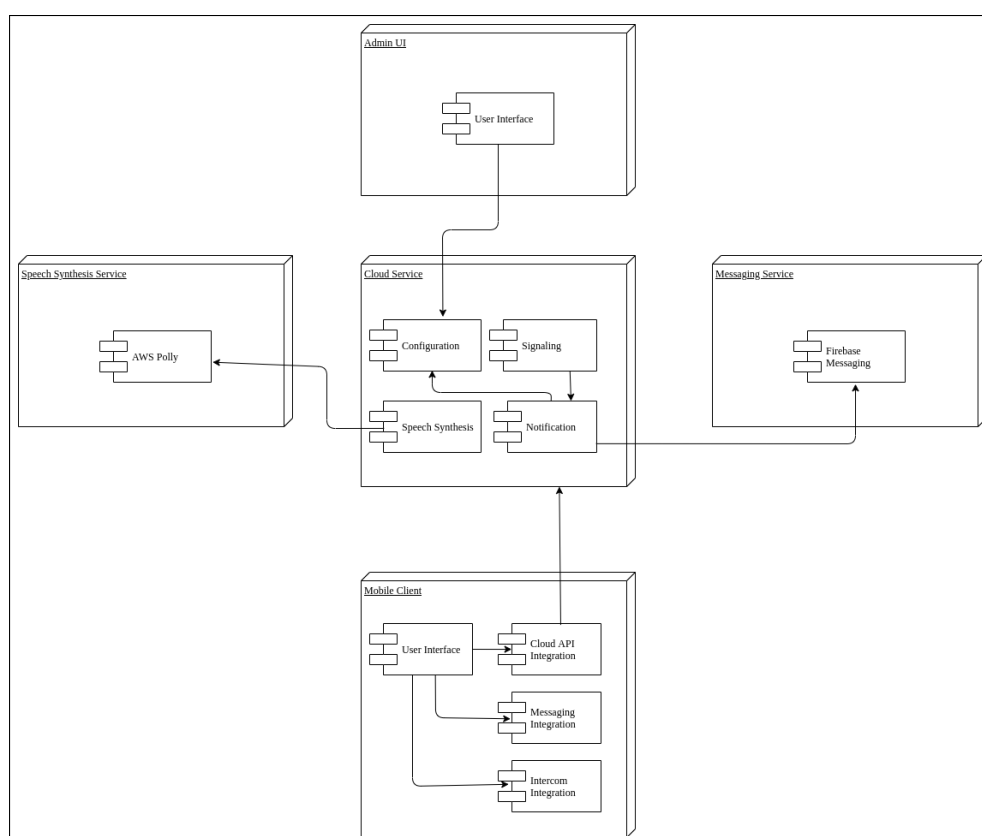 Admin UI
User Interface
Speech Synthesis Service
AWS Polly
Cloud Service
Configuration
Signaling
Speech Synthesis
Notification
Messaging Service
Firebase
Messaging
Mobile Client
User Interface
Cloud API
Integration
Messaging
Integration
Intercom
Integration